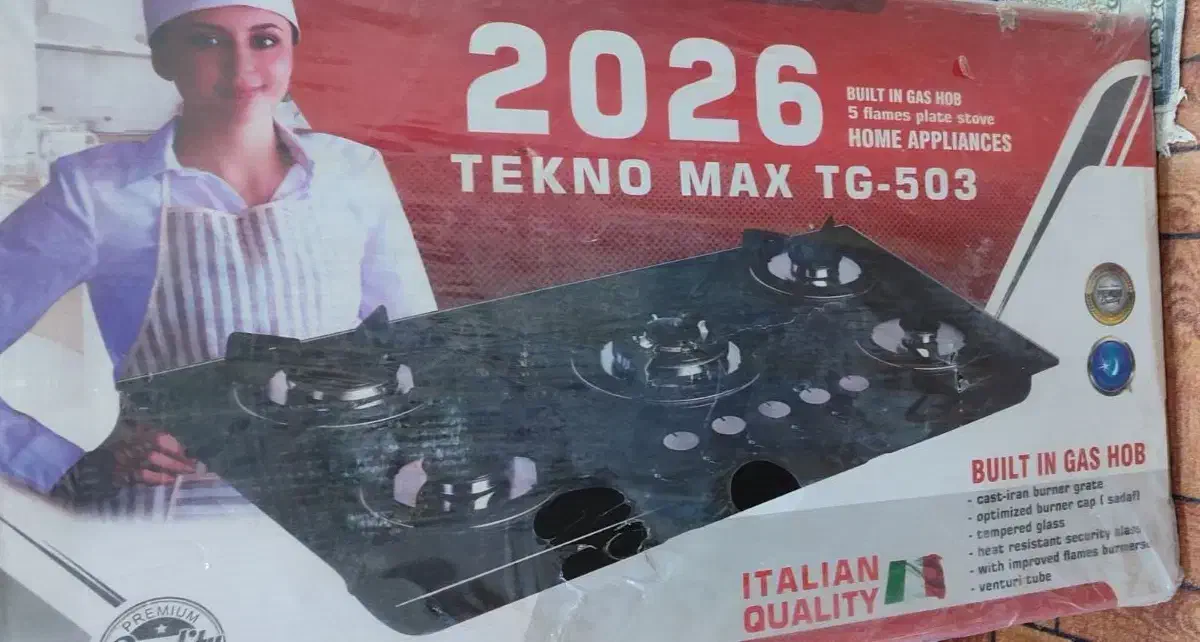 2026
BUILT IN GAS HOB
5 flames plate stove
HOME APPLIANCES
TEKNO MAX TG-503
BUILT IN GAS HOB
- cast-iran burner grate
- optimized burner cap ( sadaf)
- tempered glass
- heat resistant security glass
- with improved flames burners
- venturi tube
ITALIAN
QUALITY
PREMIUM
Quality